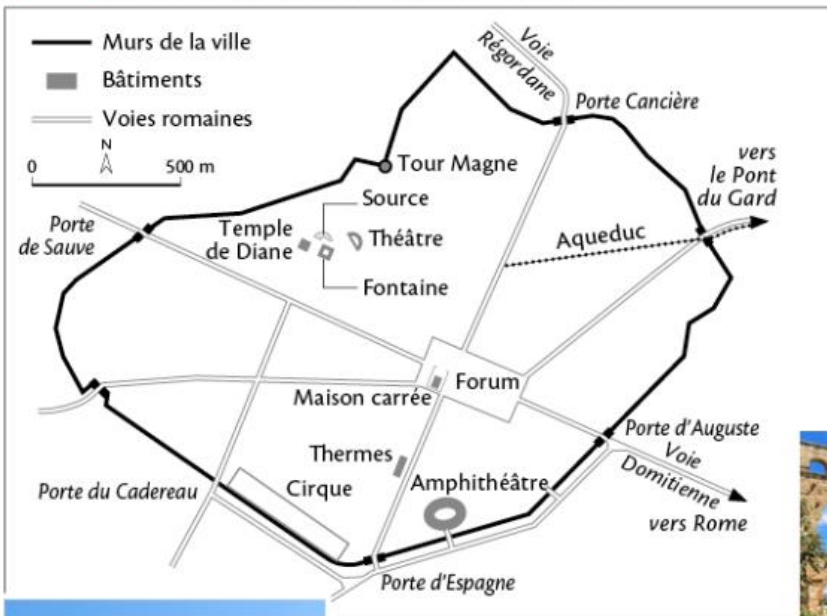 Murs de la ville
Bâtiments
Voies romaines
N
0 500 m
Voie
Régordane
Porte Cancière
vers
le Pont
du Gard
Tour Magne
Source
Porte
de Sauve
Temple
de Diane
Théâtre
Aqueduc
Fontaine
Forum
Maison carrée
Porte d'Auguste
Voie
Domitienne
vers Rome
Thermes
Amphithéâtre
Cirque
Porte du Cadereau
Porte d'Espagne